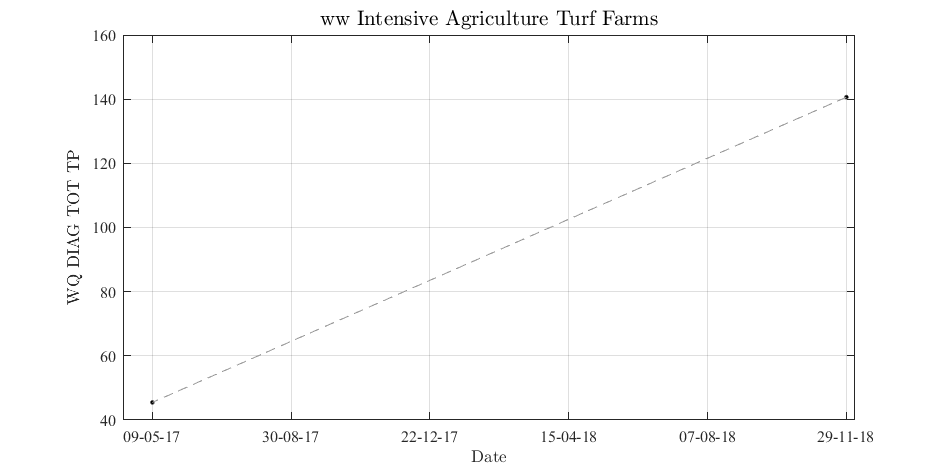 ww Intensive Agriculture Turf Farms
160
140
120
100
80
60
40
WQ DIAG TOT TP
09-05-17 30-08-17 22-12-17 15-04-18 07-08-18 29-11-18
Date